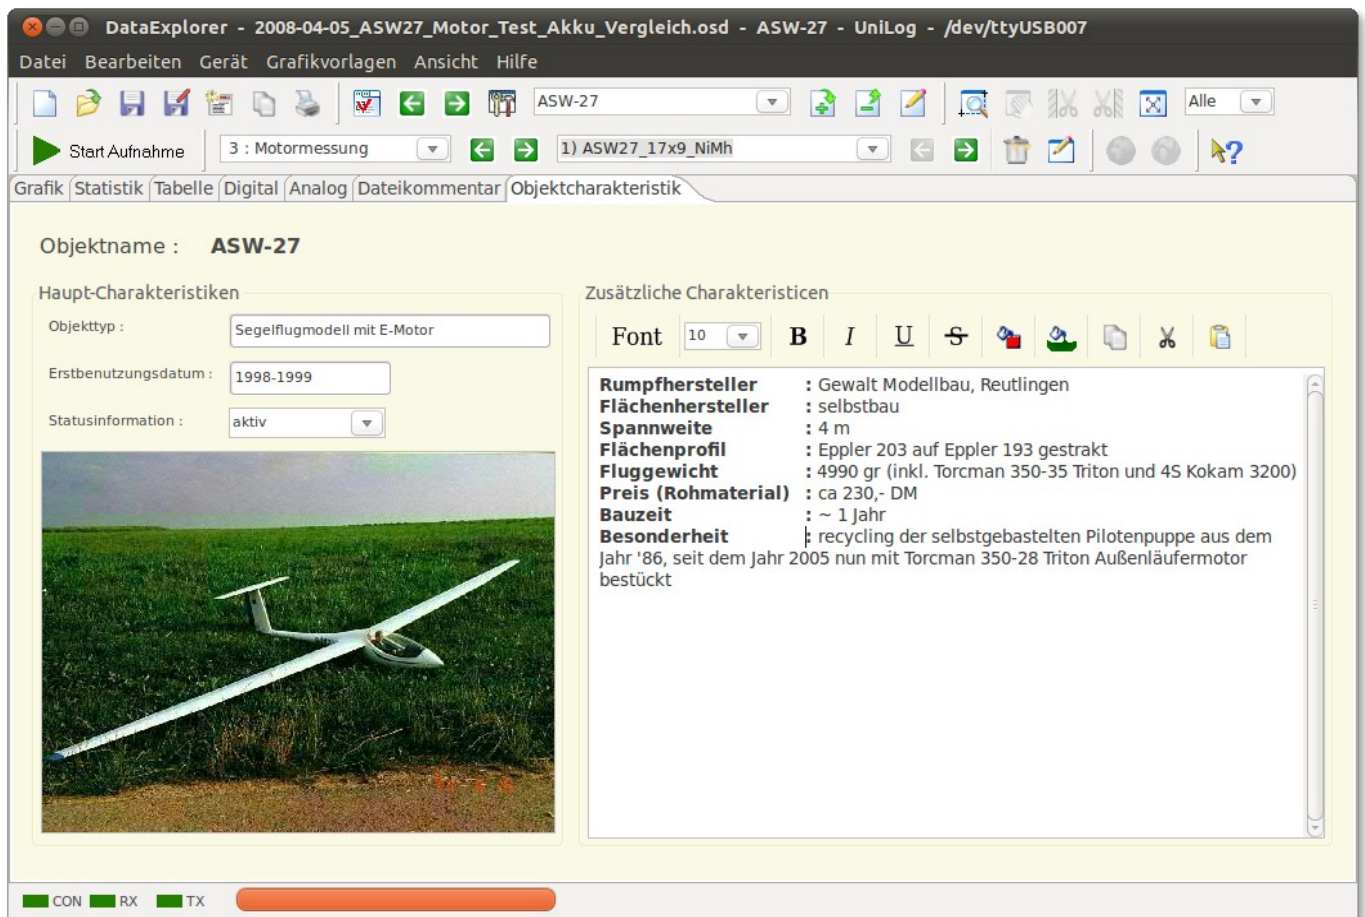 DataExplorer - 2008-04-05_ASW27_Motor_Test_Akku_Vergleich.osd - ASW-27 - UniLog - /dev/ttyUSB007
Datei Bearbeiten Gerät Grafikvorlagen Ansicht Hilfe
ASW-27 Alle
Start Aufnahme 3 : Motormessung 1) ASW27_17x9_NiMh
Grafik Statistik Tabelle Digital Analog Dateikommentar Objektcharakteristik
Objektname : ASW-27
Haupt-Charakteristiken
Objekttyp : Segelflugmodell mit E-Motor
Erstbenutzungsdatum : 1998-1999
Statusinformation : aktiv
Zusätzliche Charakteristicen
Font 10 B I U S
Rumpfhersteller : Gewalt Modellbau, Reutlingen
Flächenhersteller : selbstbau
Spannweite : 4 m
Flächenprofil : Eppler 203 auf Eppler 193 gestrakt
Fluggewicht : 4990 gr (inkl. Torcman 350-35 Triton und 4S Kokam 3200)
Preis (Rohmaterial) : ca 230,- DM
Bauzeit : ~ 1 Jahr
Besonderheit : recycling der selbstgebastelten Pilotenpuppe aus dem
Jahr '86, seit dem Jahr 2005 nun mit Torcman 350-28 Triton Außenläufermotor
bestückt
CON RX TX